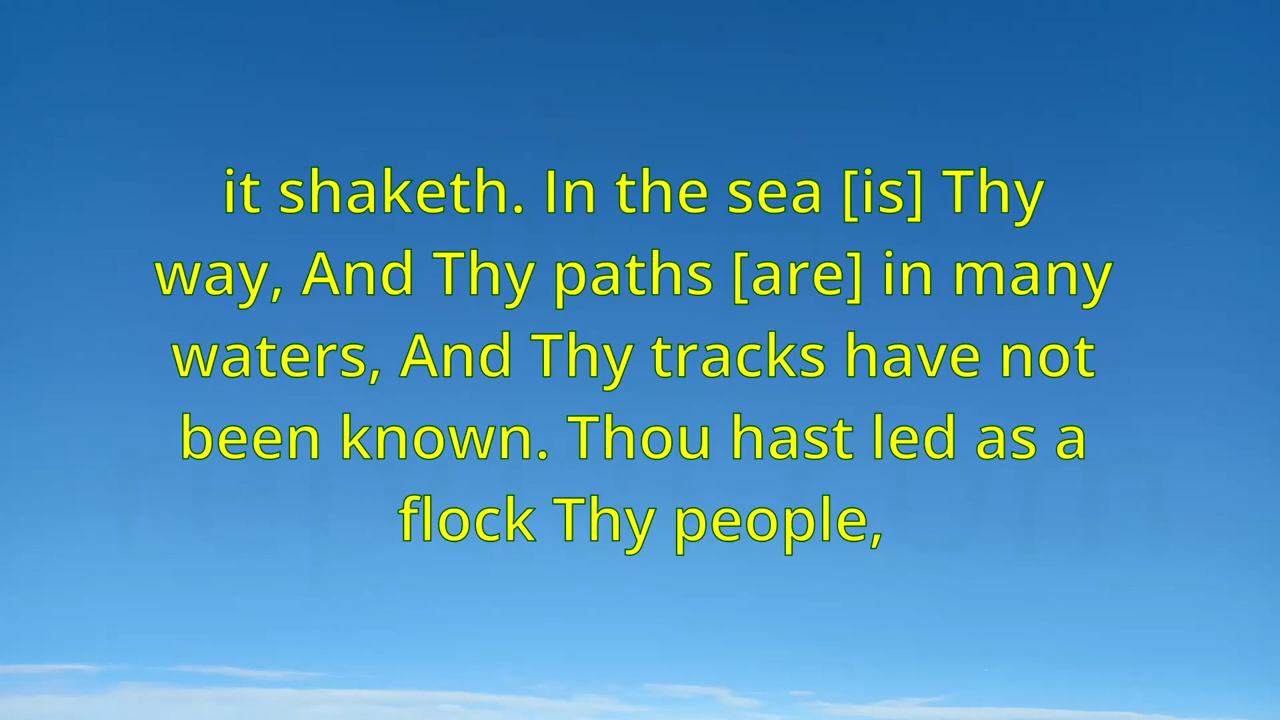 it shaketh. In the sea [is] Thy
way, And Thy paths [are] in many
waters, And Thy tracks have not
been known. Thou hast led as a
flock Thy people,